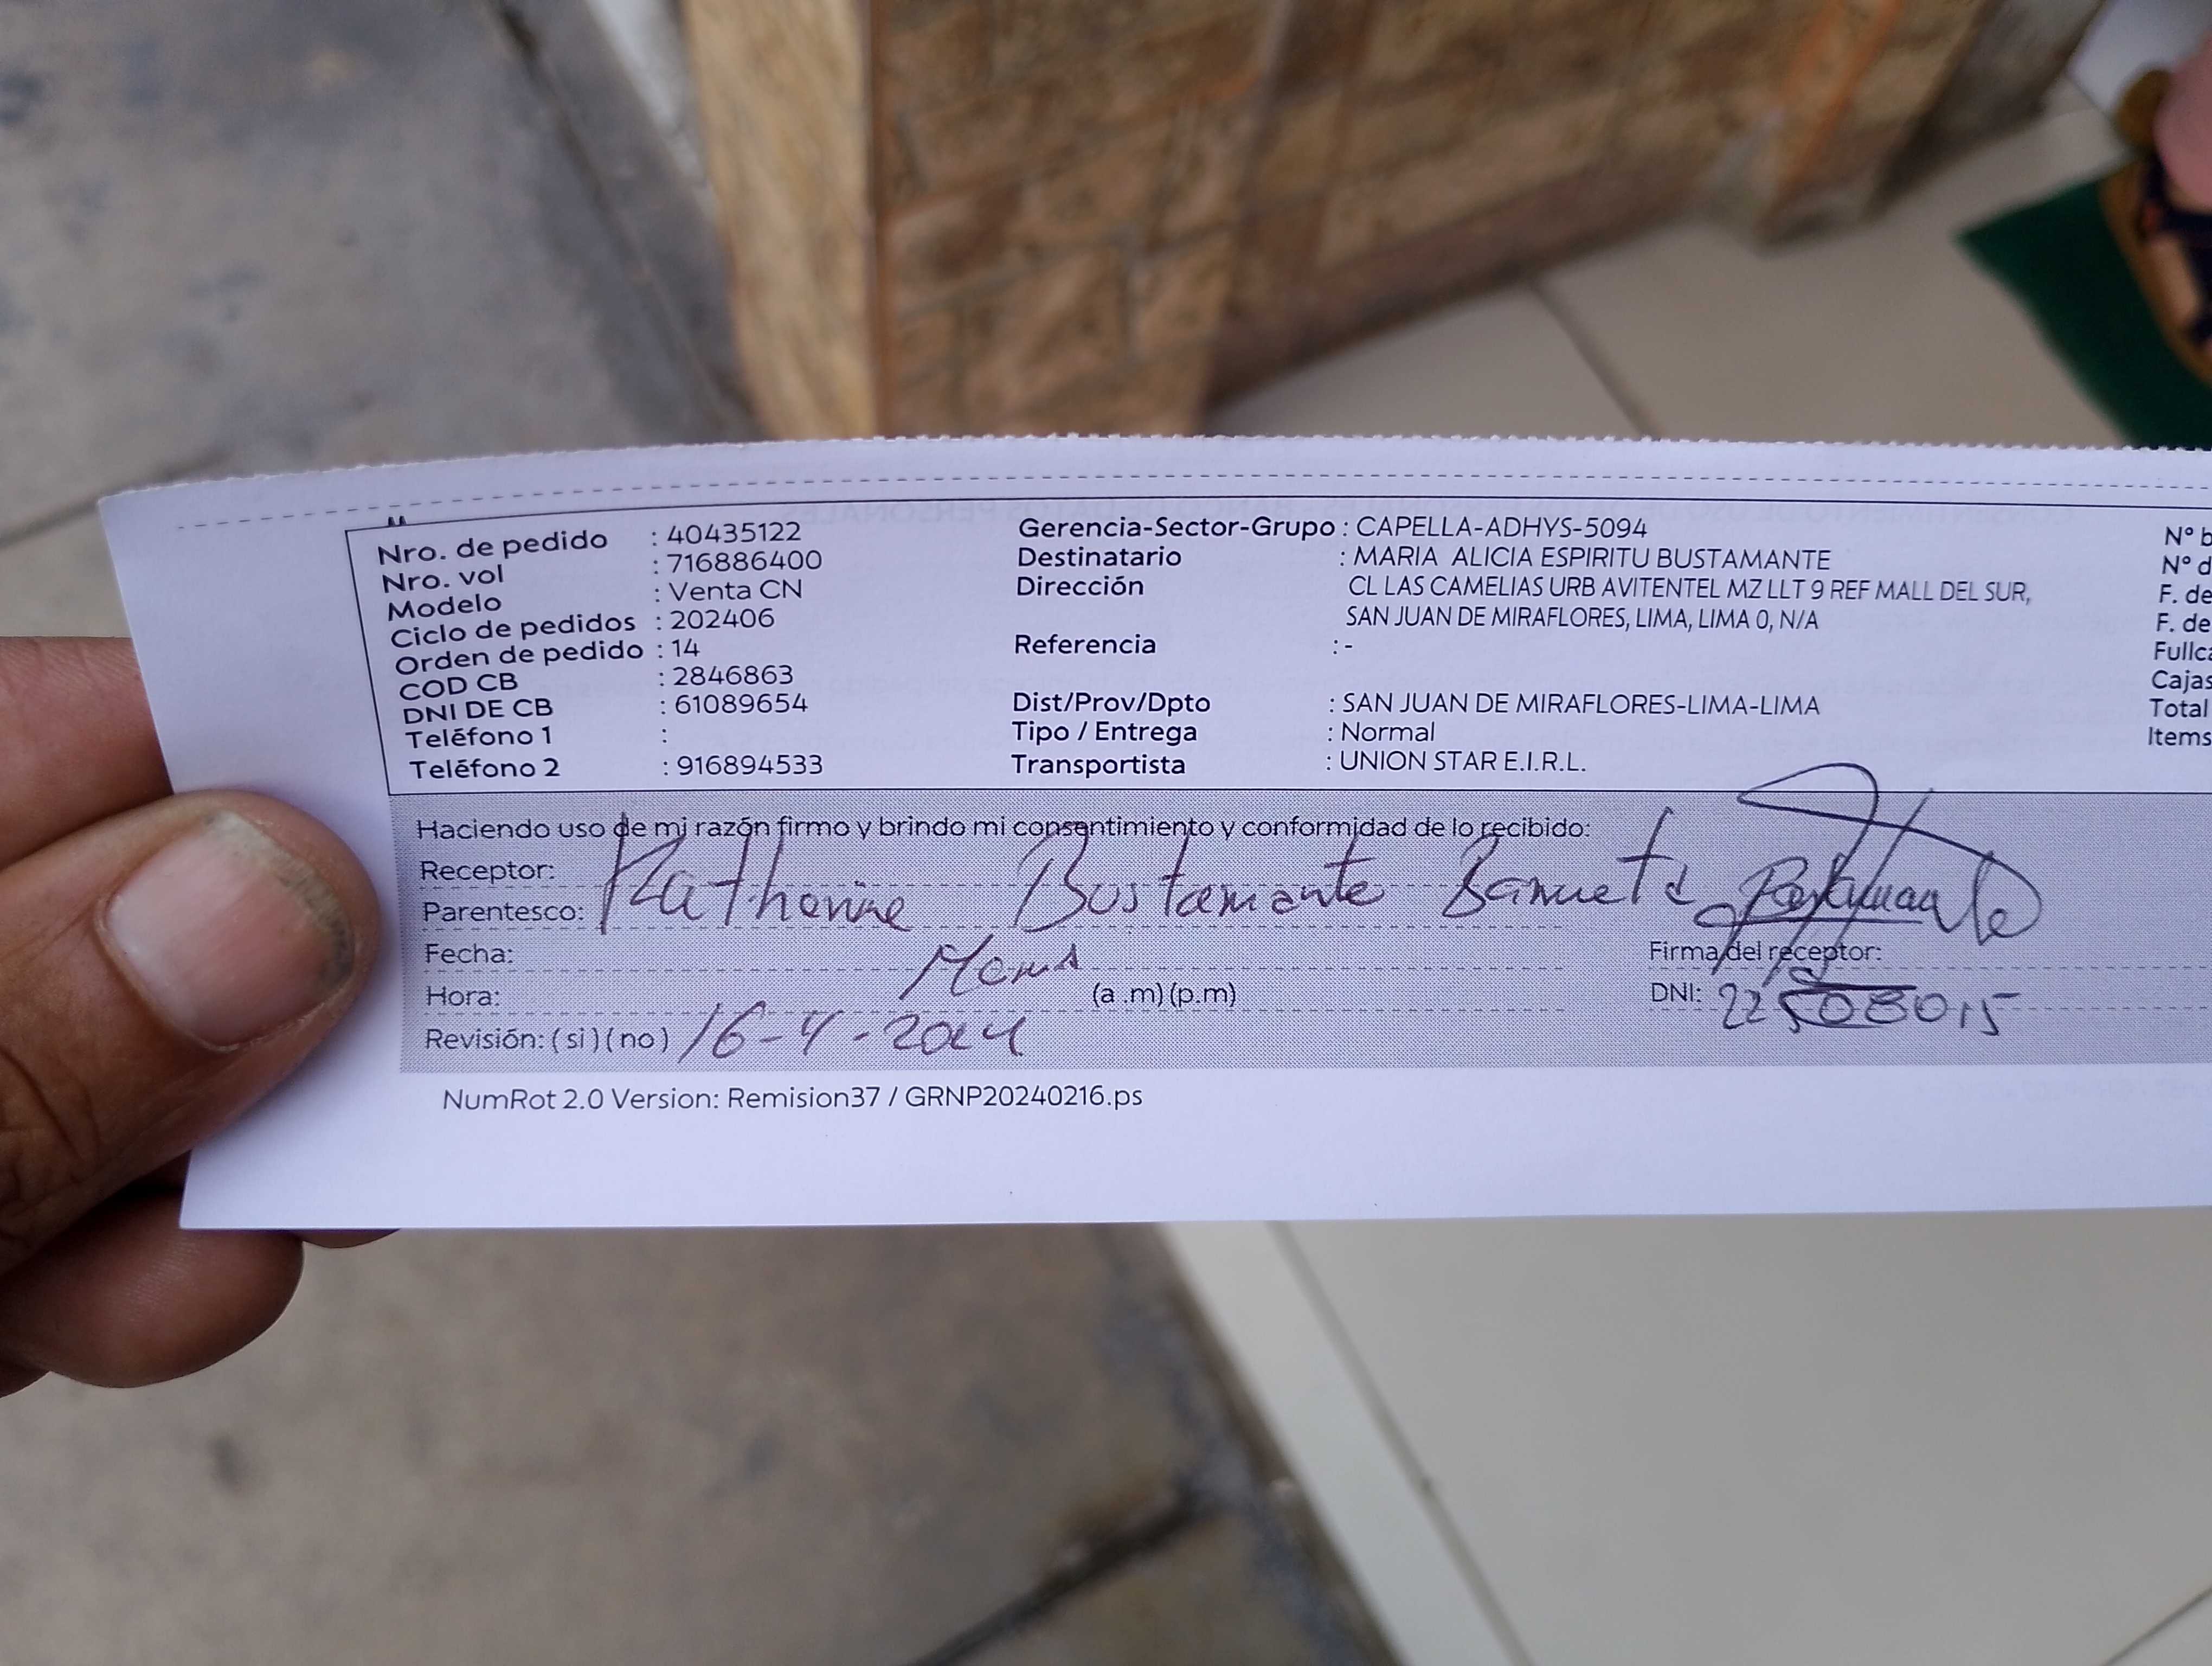 Nro. de pedido : 40435122
Nro. vol : 716886400
Modelo : Venta CN
Ciclo de pedidos : 202406
Orden de pedido : 14
COD CB : 2846863
DNI DE CB : 61089654
Teléfono 1 :
Teléfono 2 : 916894533
Gerencia-Sector-Grupo : CAPELLA-ADHYS-5094
Destinatario : MARIA ALICIA ESPIRITU BUSTAMANTE
Dirección CL LAS CAMELIAS URB AVITENTEL MZ LLT 9 REF MALL DEL SUR,
SAN JUAN DE MIRAFLORES, LIMA, LIMA 0, N/A
Referencia : -
Dist/Prov/Dpto : SAN JUAN DE MIRAFLORES-LIMA-LIMA
Tipo / Entrega : Normal
Transportista : UNION STAR E.I.R.L.
Nº b
Nº d
F. de
F. de
Fullca
Cajas
Total
Items
Haciendo uso de mi razón firmo y brindo mi consentimiento y conformidad de lo recibido:
Receptor: Katherine Bustamante
Parentesco:
Fecha:
Hora: (a .m) (p.m)
Revisión: ( si ) ( no ) 16-4-2024
Firma del receptor:
DNI: 22508015
NumRot 2.0 Version: Remision37 / GRNP20240216.ps